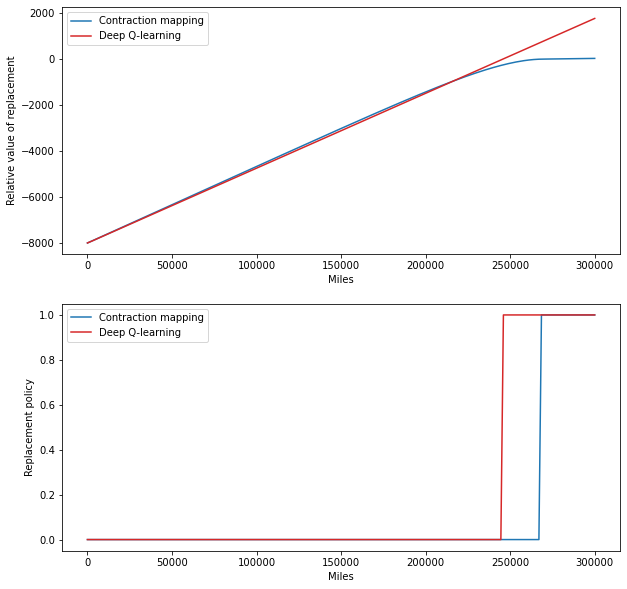 2000
0
−2000
−4000
−6000
−8000
Relative value of replacement
Contraction mapping
Deep Q-learning
0 50000 100000 150000 200000 250000 300000
Miles
1.0
0.8
0.6
0.4
0.2
0.0
Replacement policy
Contraction mapping
Deep Q-learning
0 50000 100000 150000 200000 250000 300000
Miles